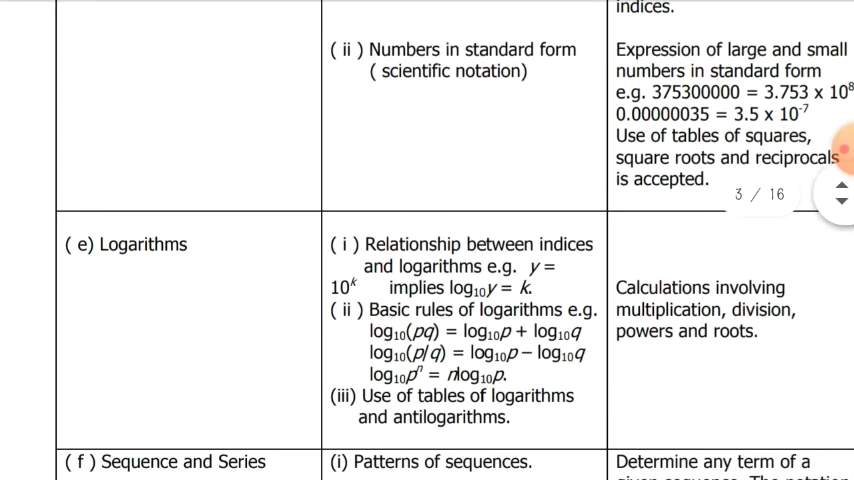 indices.
( ii ) Numbers in standard form
( scientific notation)
Expression of large and small
numbers in standard form
e.g. 375300000 = 3.753 x 10⁸
0.00000035 = 3.5 x 10⁻⁷
Use of tables of squares,
square roots and reciprocals
is accepted.
3 / 16
( e) Logarithms
( i ) Relationship between indices
and logarithms e.g. y =
10ᵏ implies log₁₀y = k.
( ii ) Basic rules of logarithms e.g.
log₁₀(pq) = log₁₀p + log₁₀q
log₁₀(p/q) = log₁₀p – log₁₀q
log₁₀pⁿ = nlog₁₀p.
(iii) Use of tables of logarithms
and antilogarithms.
Calculations involving
multiplication, division,
powers and roots.
( f ) Sequence and Series
(i) Patterns of sequences.
Determine any term of a